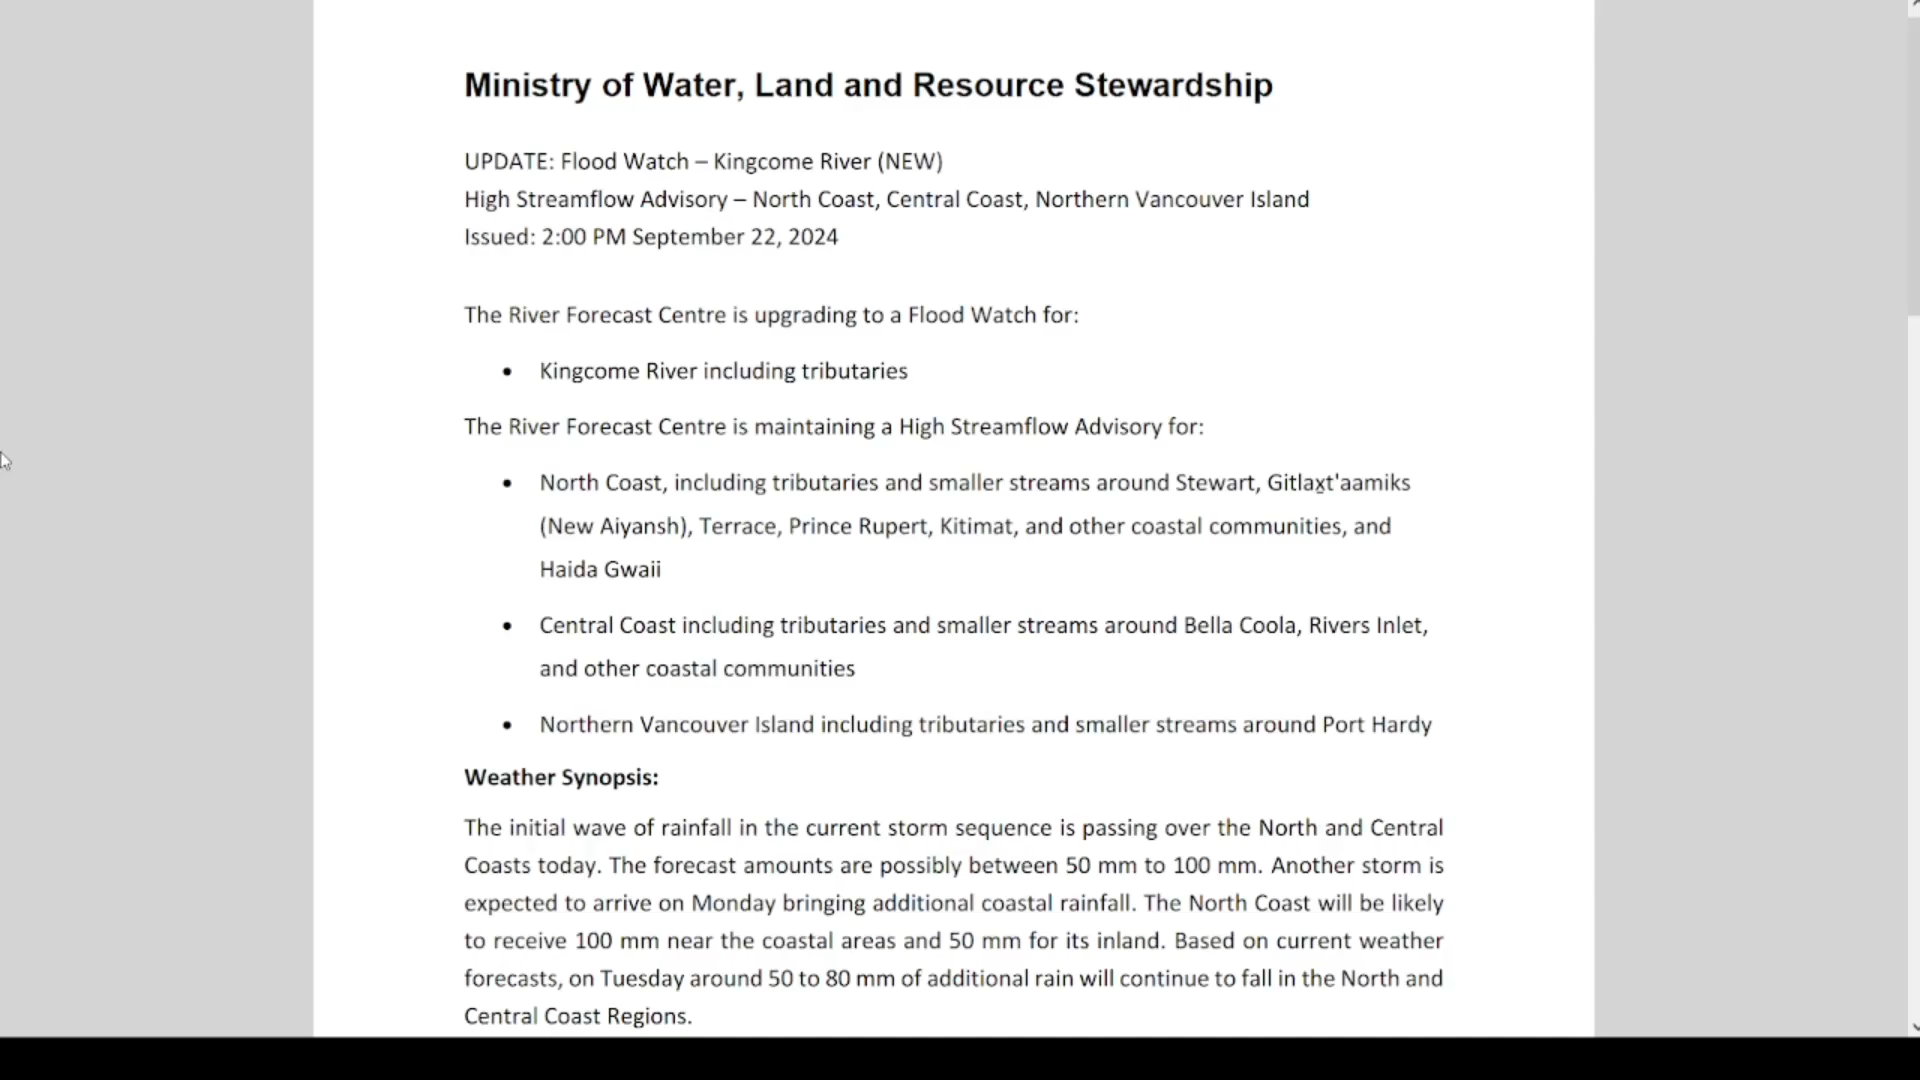 Ministry of Water, Land and Resource Stewardship
UPDATE: Flood Watch – Kingcome River (NEW)
High Streamflow Advisory – North Coast, Central Coast, Northern Vancouver Island
Issued: 2:00 PM September 22, 2024
The River Forecast Centre is upgrading to a Flood Watch for:
• Kingcome River including tributaries
The River Forecast Centre is maintaining a High Streamflow Advisory for:
• North Coast, including tributaries and smaller streams around Stewart, Gitlax̱t'aamiks
(New Aiyansh), Terrace, Prince Rupert, Kitimat, and other coastal communities, and
Haida Gwaii
• Central Coast including tributaries and smaller streams around Bella Coola, Rivers Inlet,
and other coastal communities
• Northern Vancouver Island including tributaries and smaller streams around Port Hardy
Weather Synopsis:
The initial wave of rainfall in the current storm sequence is passing over the North and Central
Coasts today. The forecast amounts are possibly between 50 mm to 100 mm. Another storm is
expected to arrive on Monday bringing additional coastal rainfall. The North Coast will be likely
to receive 100 mm near the coastal areas and 50 mm for its inland. Based on current weather
forecasts, on Tuesday around 50 to 80 mm of additional rain will continue to fall in the North and
Central Coast Regions.